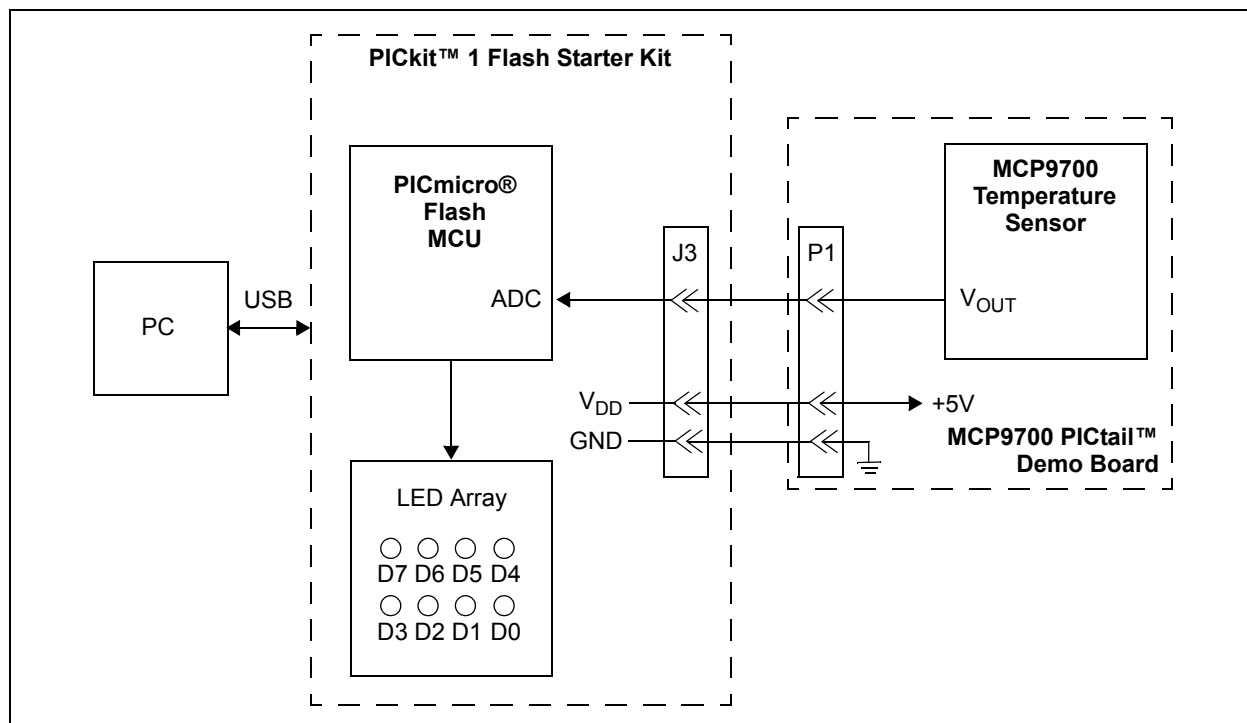 PICkit™ 1 Flash Starter Kit
PICmicro®
Flash
MCU
ADC
PC
USB
J3
P1
MCP9700
Temperature
Sensor
VOUT
VDD
GND
+5V
MCP9700 PICtail™
Demo Board
LED Array
D7 D6 D5 D4
D3 D2 D1 D0